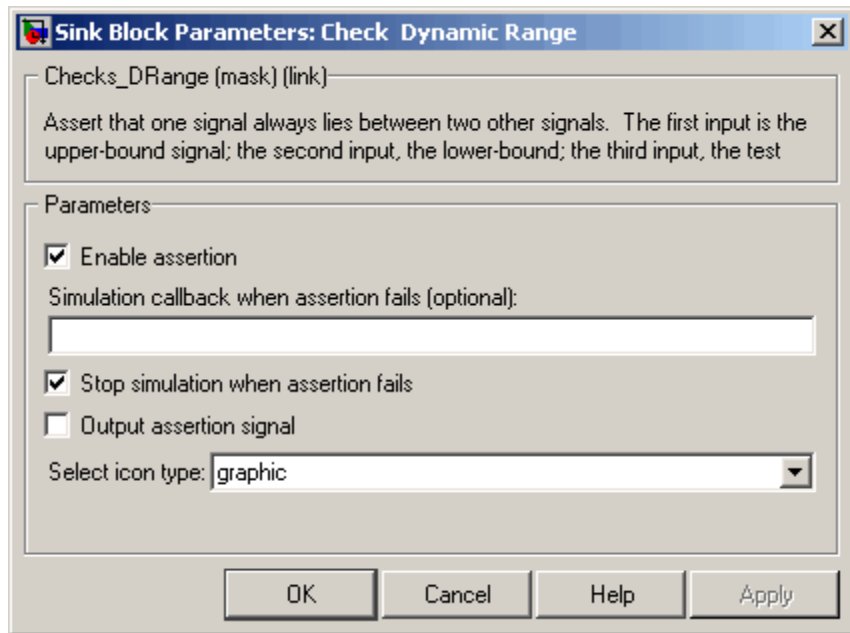 Sink Block Parameters: Check Dynamic Range
Checks_DRange (mask) (link)
Assert that one signal always lies between two other signals. The first input is the
upper-bound signal; the second input, the lower-bound; the third input, the test
Parameters
Enable assertion
Simulation callback when assertion fails (optional):
Stop simulation when assertion fails
Output assertion signal
Select icon type: graphic
OK Cancel Help Apply